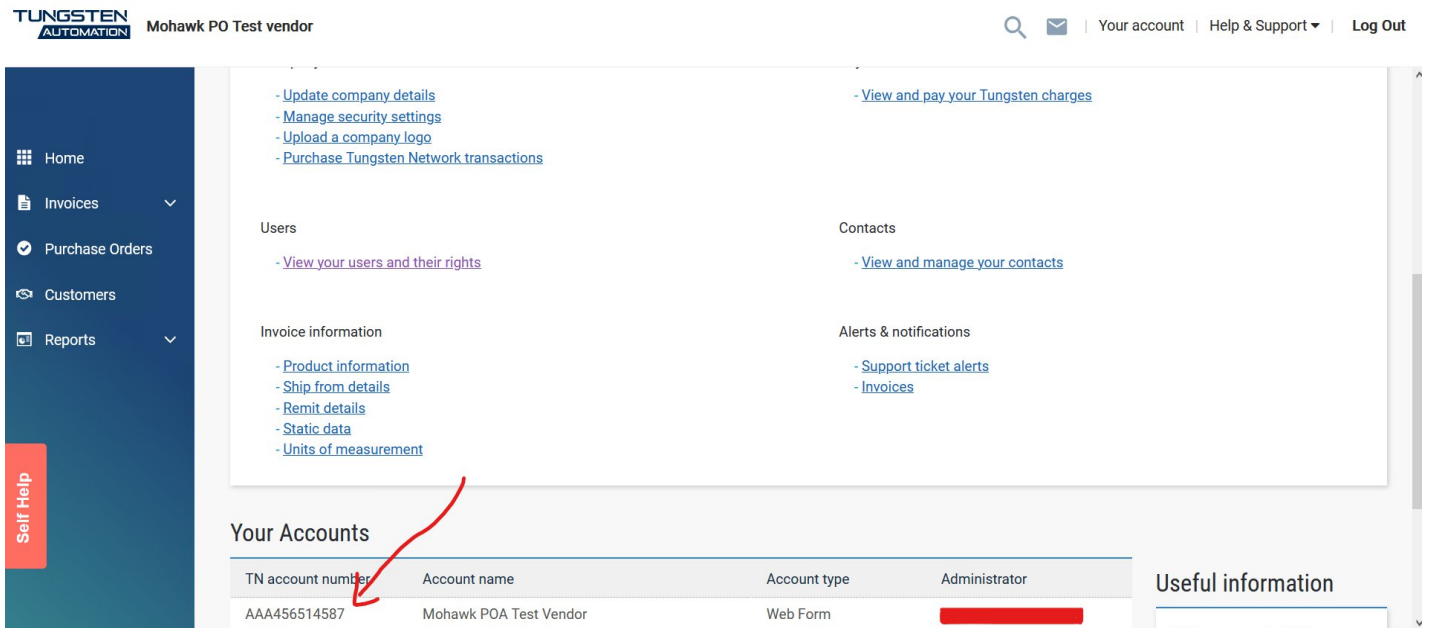 TUNGSTEN
AUTOMATION
Mohawk PO Test vendor
Your account
Help & Support
Log Out
- Update company details
- Manage security settings
- Upload a company logo
- Purchase Tungsten Network transactions
- View and pay your Tungsten charges
Home
Invoices
Purchase Orders
Customers
Reports
Self Help
Users
- View your users and their rights
Contacts
- View and manage your contacts
Invoice information
- Product information
- Ship from details
- Remit details
- Static data
- Units of measurement
Alerts & notifications
- Support ticket alerts
- Invoices
Your Accounts
TN account number Account name Account type Administrator
AAA456514587 Mohawk POA Test Vendor Web Form
Useful information